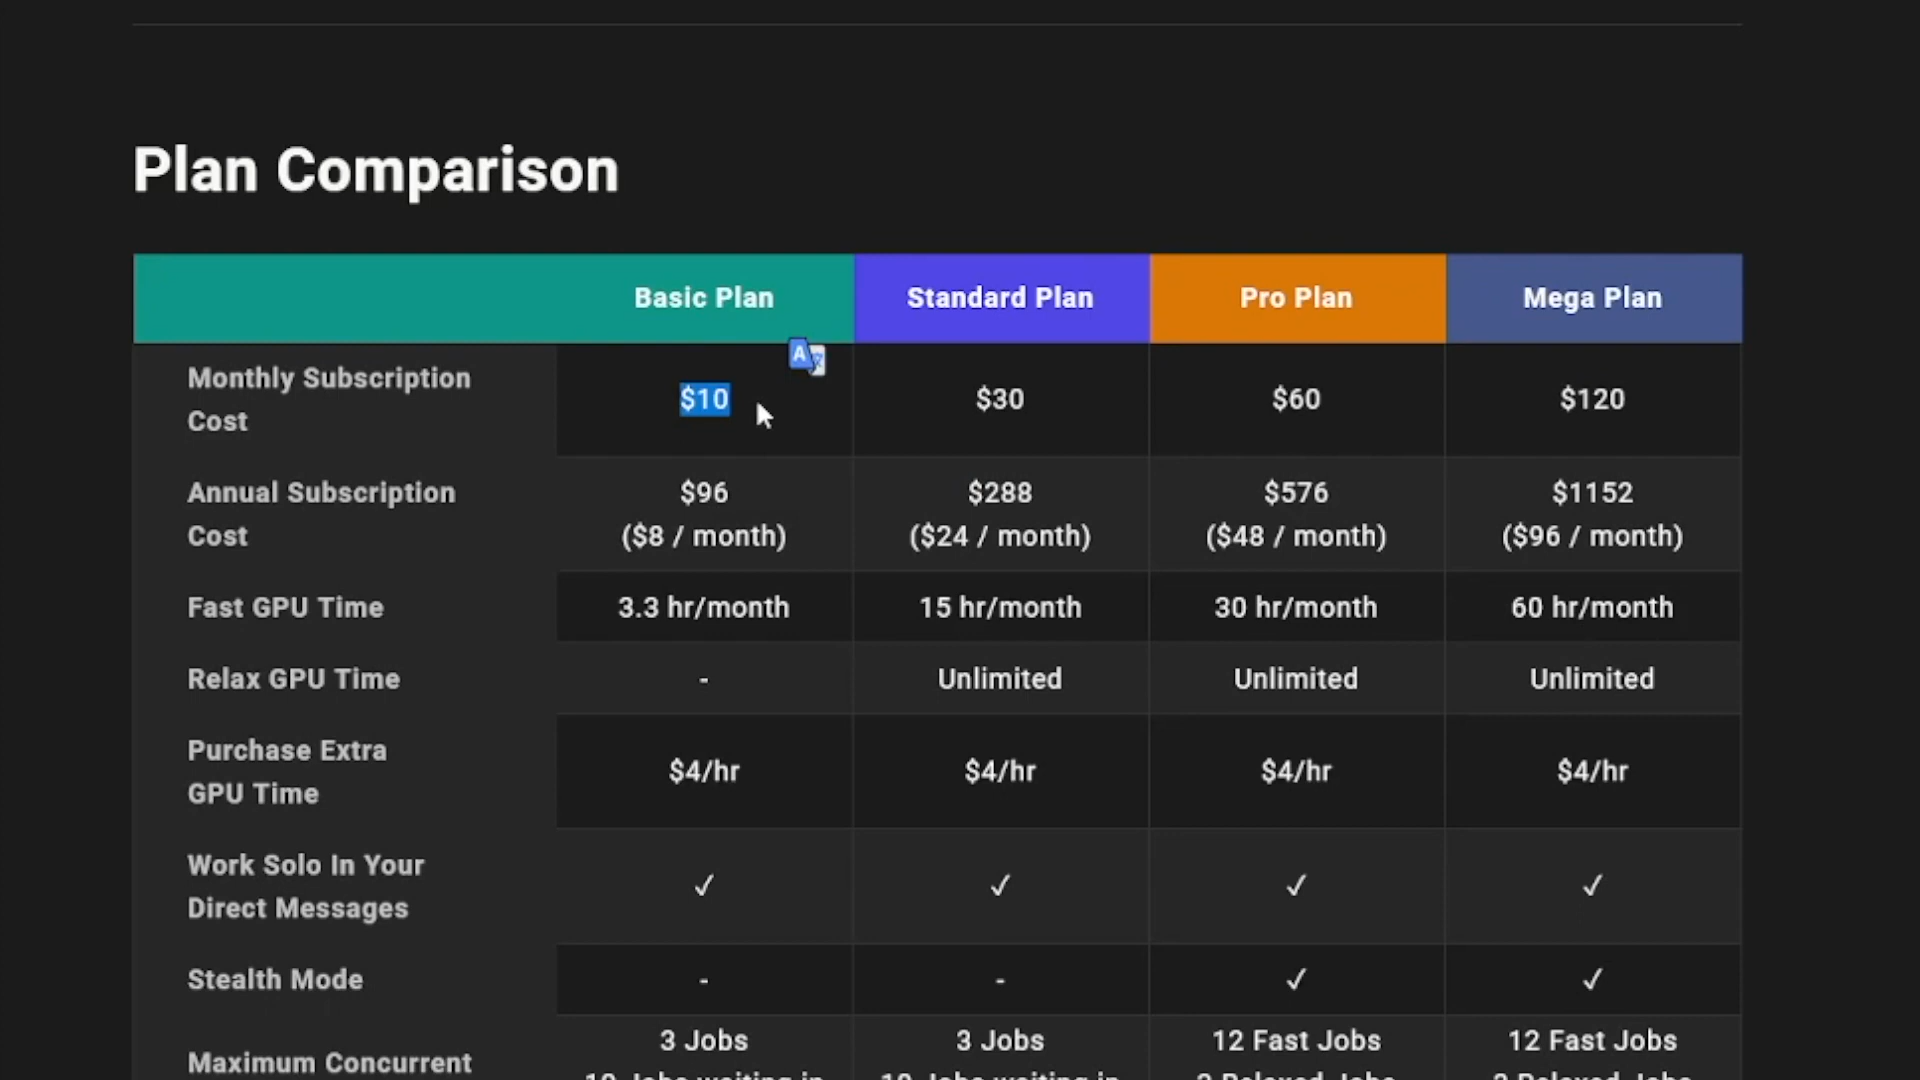 Plan Comparison
Basic Plan Standard Plan Pro Plan Mega Plan
Monthly Subscription
Cost
$10 $30 $60 $120
Annual Subscription
Cost
$96 $288 $576 $1152
($8 / month) ($24 / month) ($48 / month) ($96 / month)
Fast GPU Time 3.3 hr/month 15 hr/month 30 hr/month 60 hr/month
Relax GPU Time - Unlimited Unlimited Unlimited
Purchase Extra
GPU Time
$4/hr $4/hr $4/hr $4/hr
Work Solo In Your
Direct Messages
✓ ✓ ✓ ✓
Stealth Mode - - ✓ ✓
Maximum Concurrent
3 Jobs 3 Jobs 12 Fast Jobs 12 Fast Jobs